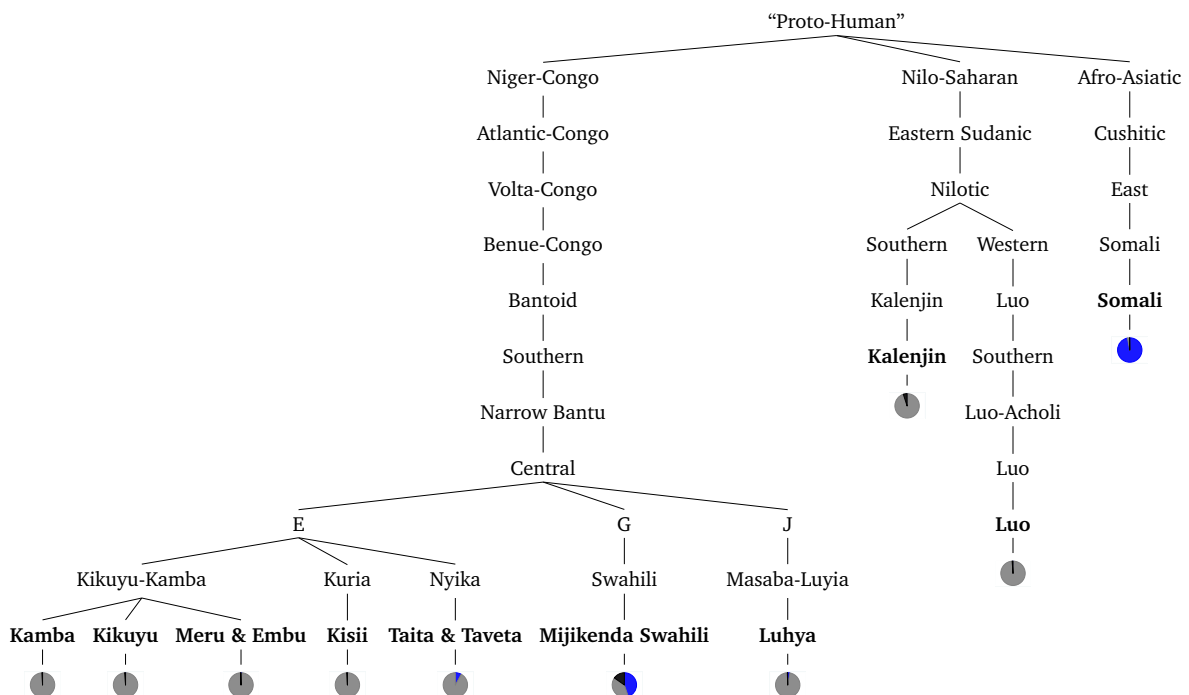 “Proto-Human”
Niger-Congo Nilo-Saharan Afro-Asiatic
Atlantic-Congo Eastern Sudanic Cushitic
Volta-Congo Nilotic East
Benue-Congo Southern Western Somali
Bantoid Kalenjin Luo Somali
Southern Kalenjin Southern
Narrow Bantu Luo-Acholi
Central Luo
E G J Luo
Kikuyu-Kamba Kuria Nyika Swahili Masaba-Luyia
Kamba Kikuyu Meru & Embu Kisii Taita & Taveta Mijikenda Swahili Luhya